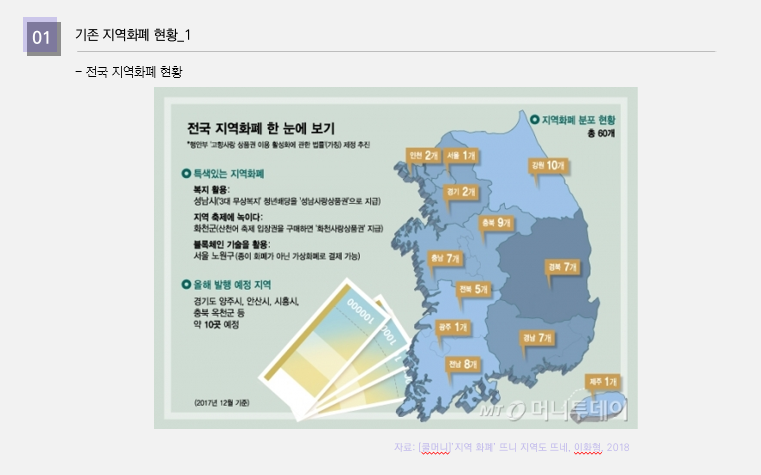 01
기존 지역화폐 현황_1
- 전국 지역화폐 현황
전국 지역화폐 한 눈에 보기
*행안부 '고향사랑 상품권 이용 활성화에 관한 법률'(가칭) 제정 추진
지역화폐 분포 현황
총 60개
인천 2개
서울 1개
강원 10개
경기 2개
충북 9개
충남 7개
경북 7개
전북 5개
광주 1개
경남 7개
전남 8개
제주 1개
특색있는 지역화폐
복지 활용:
성남시('3대 무상복지' 청년배당을 '성남사랑상품권'으로 지급)
지역 축제에 녹이다:
화천군(산천어 축제 입장권을 구매하면 '화천사랑상품권' 지급)
블록체인 기술을 활용:
서울 노원구(종이 화폐가 아닌 가상화폐로 결제 가능)
올해 발행 예정 지역
경기도 양주시, 안산시, 시흥시,
충북 옥천군 등
약 10곳 예정
100000
(2017년 12월 기준)
MT 머니투데이
자료: [쿨머니]'지역 화폐' 뜨니 지역도 뜨네, 이화형, 2018